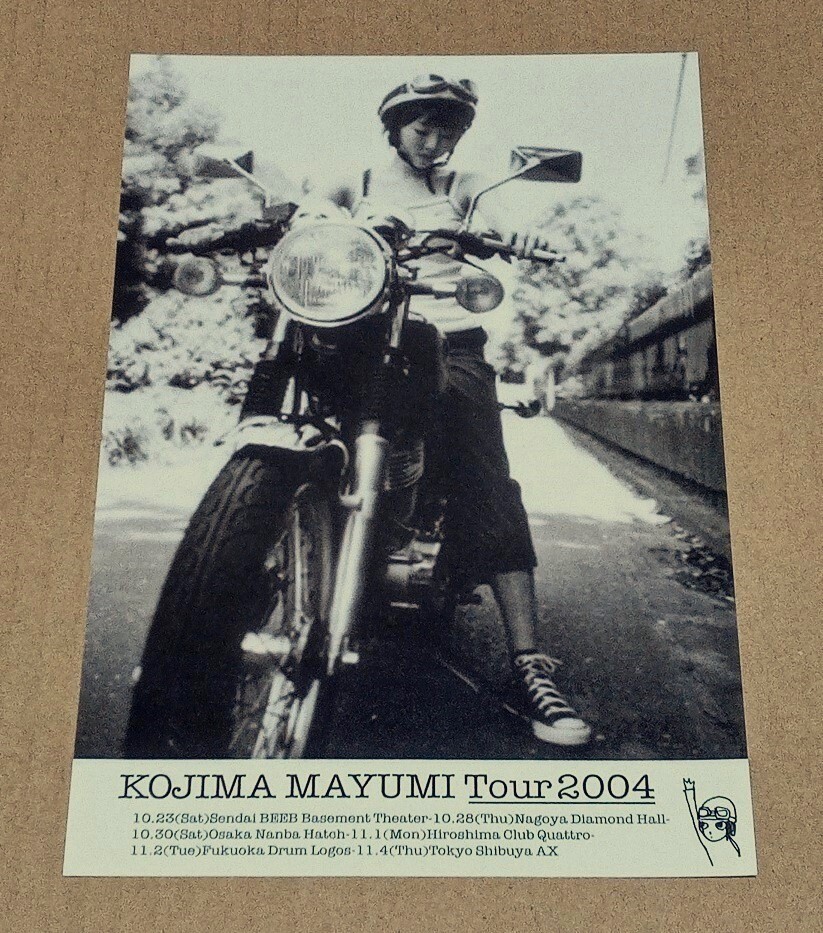 KOJIMA MAYUMI Tour2004
10.23(Sat)Sendai BEEB Basement Theater-10.28(Thu)Nagoya Diamond Hall-
10.30(Sat)Osaka Nanba Hatch-11.1(Mon)Hiroshima Club Quattro-
11.2(Tue)Fukuoka Drum Logos-11.4(Thu)Tokyo Shibuya AX